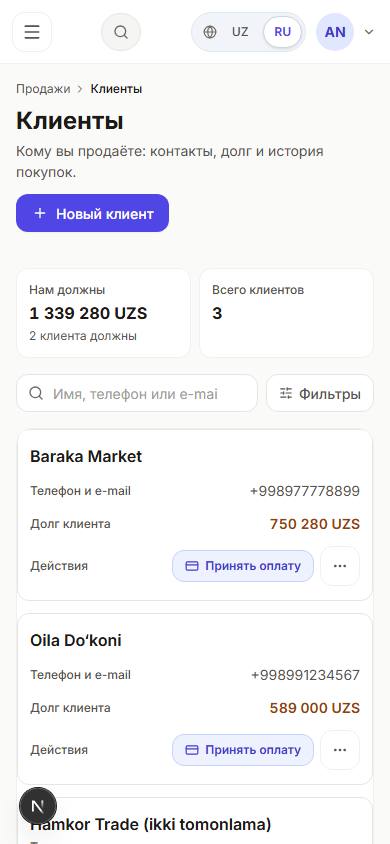 UZ RU AN
Продажи > Клиенты
Клиенты
Кому вы продаёте: контакты, долг и история
покупок.
+ Новый клиент
Нам должны
1 339 280 UZS
2 клиента должны
Всего клиентов
3
Имя, телефон или e-mai
Фильтры
Baraka Market
Телефон и e-mail +998977778899
Долг клиента 750 280 UZS
Действия Принять оплату ...
Oila Do‘koni
Телефон и e-mail +998991234567
Долг клиента 589 000 UZS
Действия Принять оплату ...
N
Hamkor Trade (ikki tomonlama)